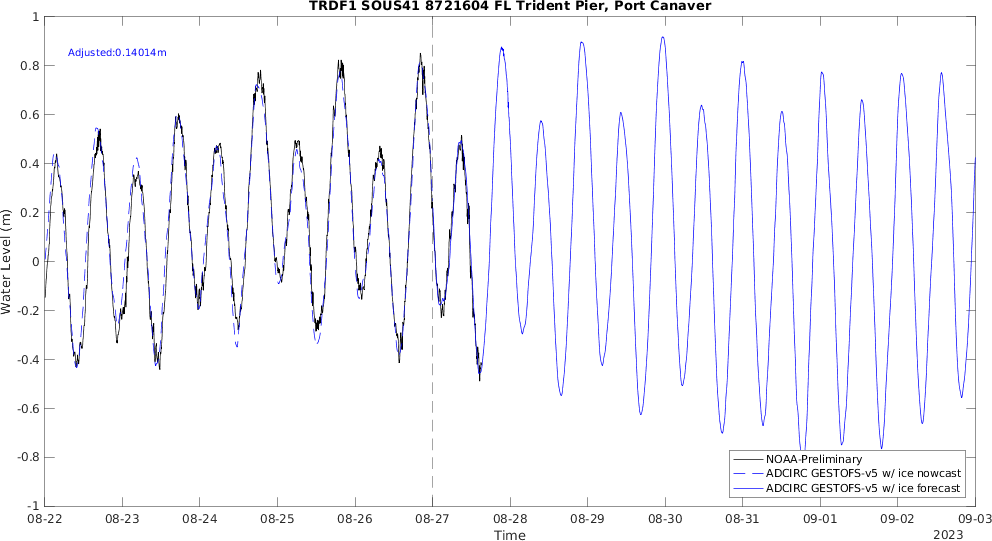 TRDF1 SOUS41 8721604 FL Trident Pier, Port Canaver
1
0.8
0.6
0.4
0.2
0
-0.2
-0.4
-0.6
-0.8
-1
Water Level (m)
Adjusted:0.14014m
NOAA-Preliminary
ADCIRC GESTOFS-v5 w/ ice nowcast
ADCIRC GESTOFS-v5 w/ ice forecast
08-22 08-23 08-24 08-25 08-26 08-27 08-28 08-29 08-30 08-31 09-01 09-02 09-03
Time
2023